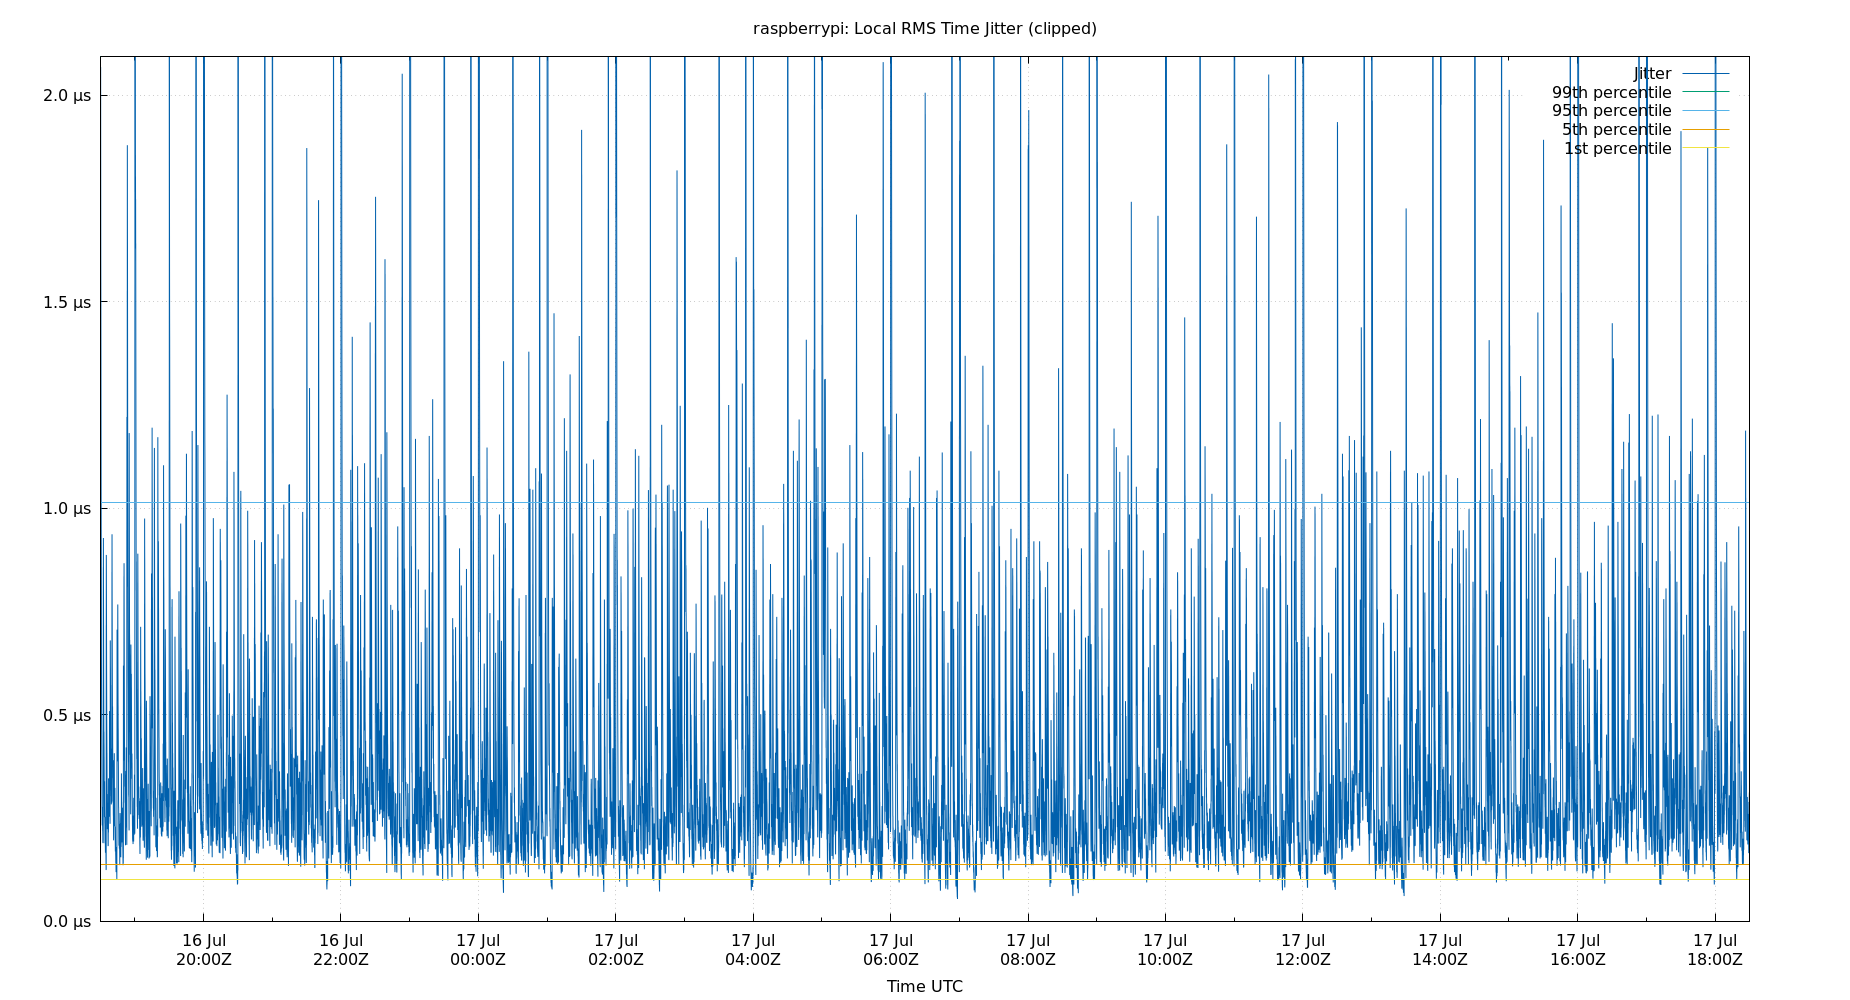 raspberrypi: Local RMS Time Jitter (clipped)
2.0 µs
1.5 µs
1.0 µs
0.5 µs
0.0 µs
Jitter
99th percentile
95th percentile
5th percentile
1st percentile
16 Jul
20:00Z
16 Jul
22:00Z
17 Jul
00:00Z
17 Jul
02:00Z
17 Jul
04:00Z
17 Jul
06:00Z
17 Jul
08:00Z
17 Jul
10:00Z
17 Jul
12:00Z
17 Jul
14:00Z
17 Jul
16:00Z
17 Jul
18:00Z
Time UTC